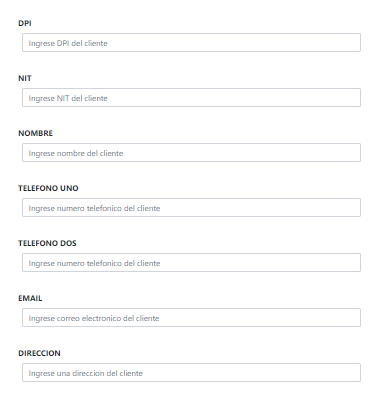 DPI
Ingrese DPI del cliente
NIT
Ingrese NIT del cliente
NOMBRE
Ingrese nombre del cliente
TELEFONO UNO
Ingrese numero telefonico del cliente
TELEFONO DOS
Ingrese numero telefonico del cliente
EMAIL
Ingrese correo electronico del cliente
DIRECCION
Ingrese una direccion del cliente